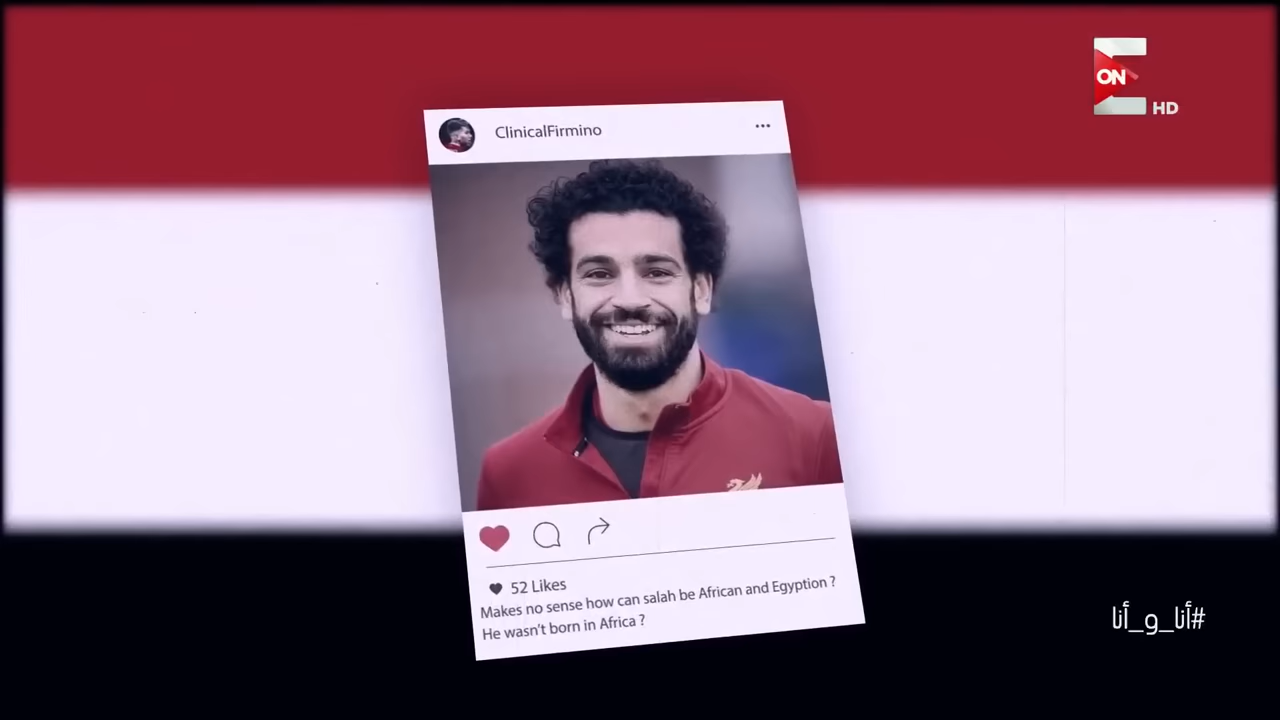 ON
E
HD
ClinicalFirmino
52 Likes
Makes no sense how can salah be African and Egyption ?
He wasn't born in Africa ?
#أنا_و_أنا